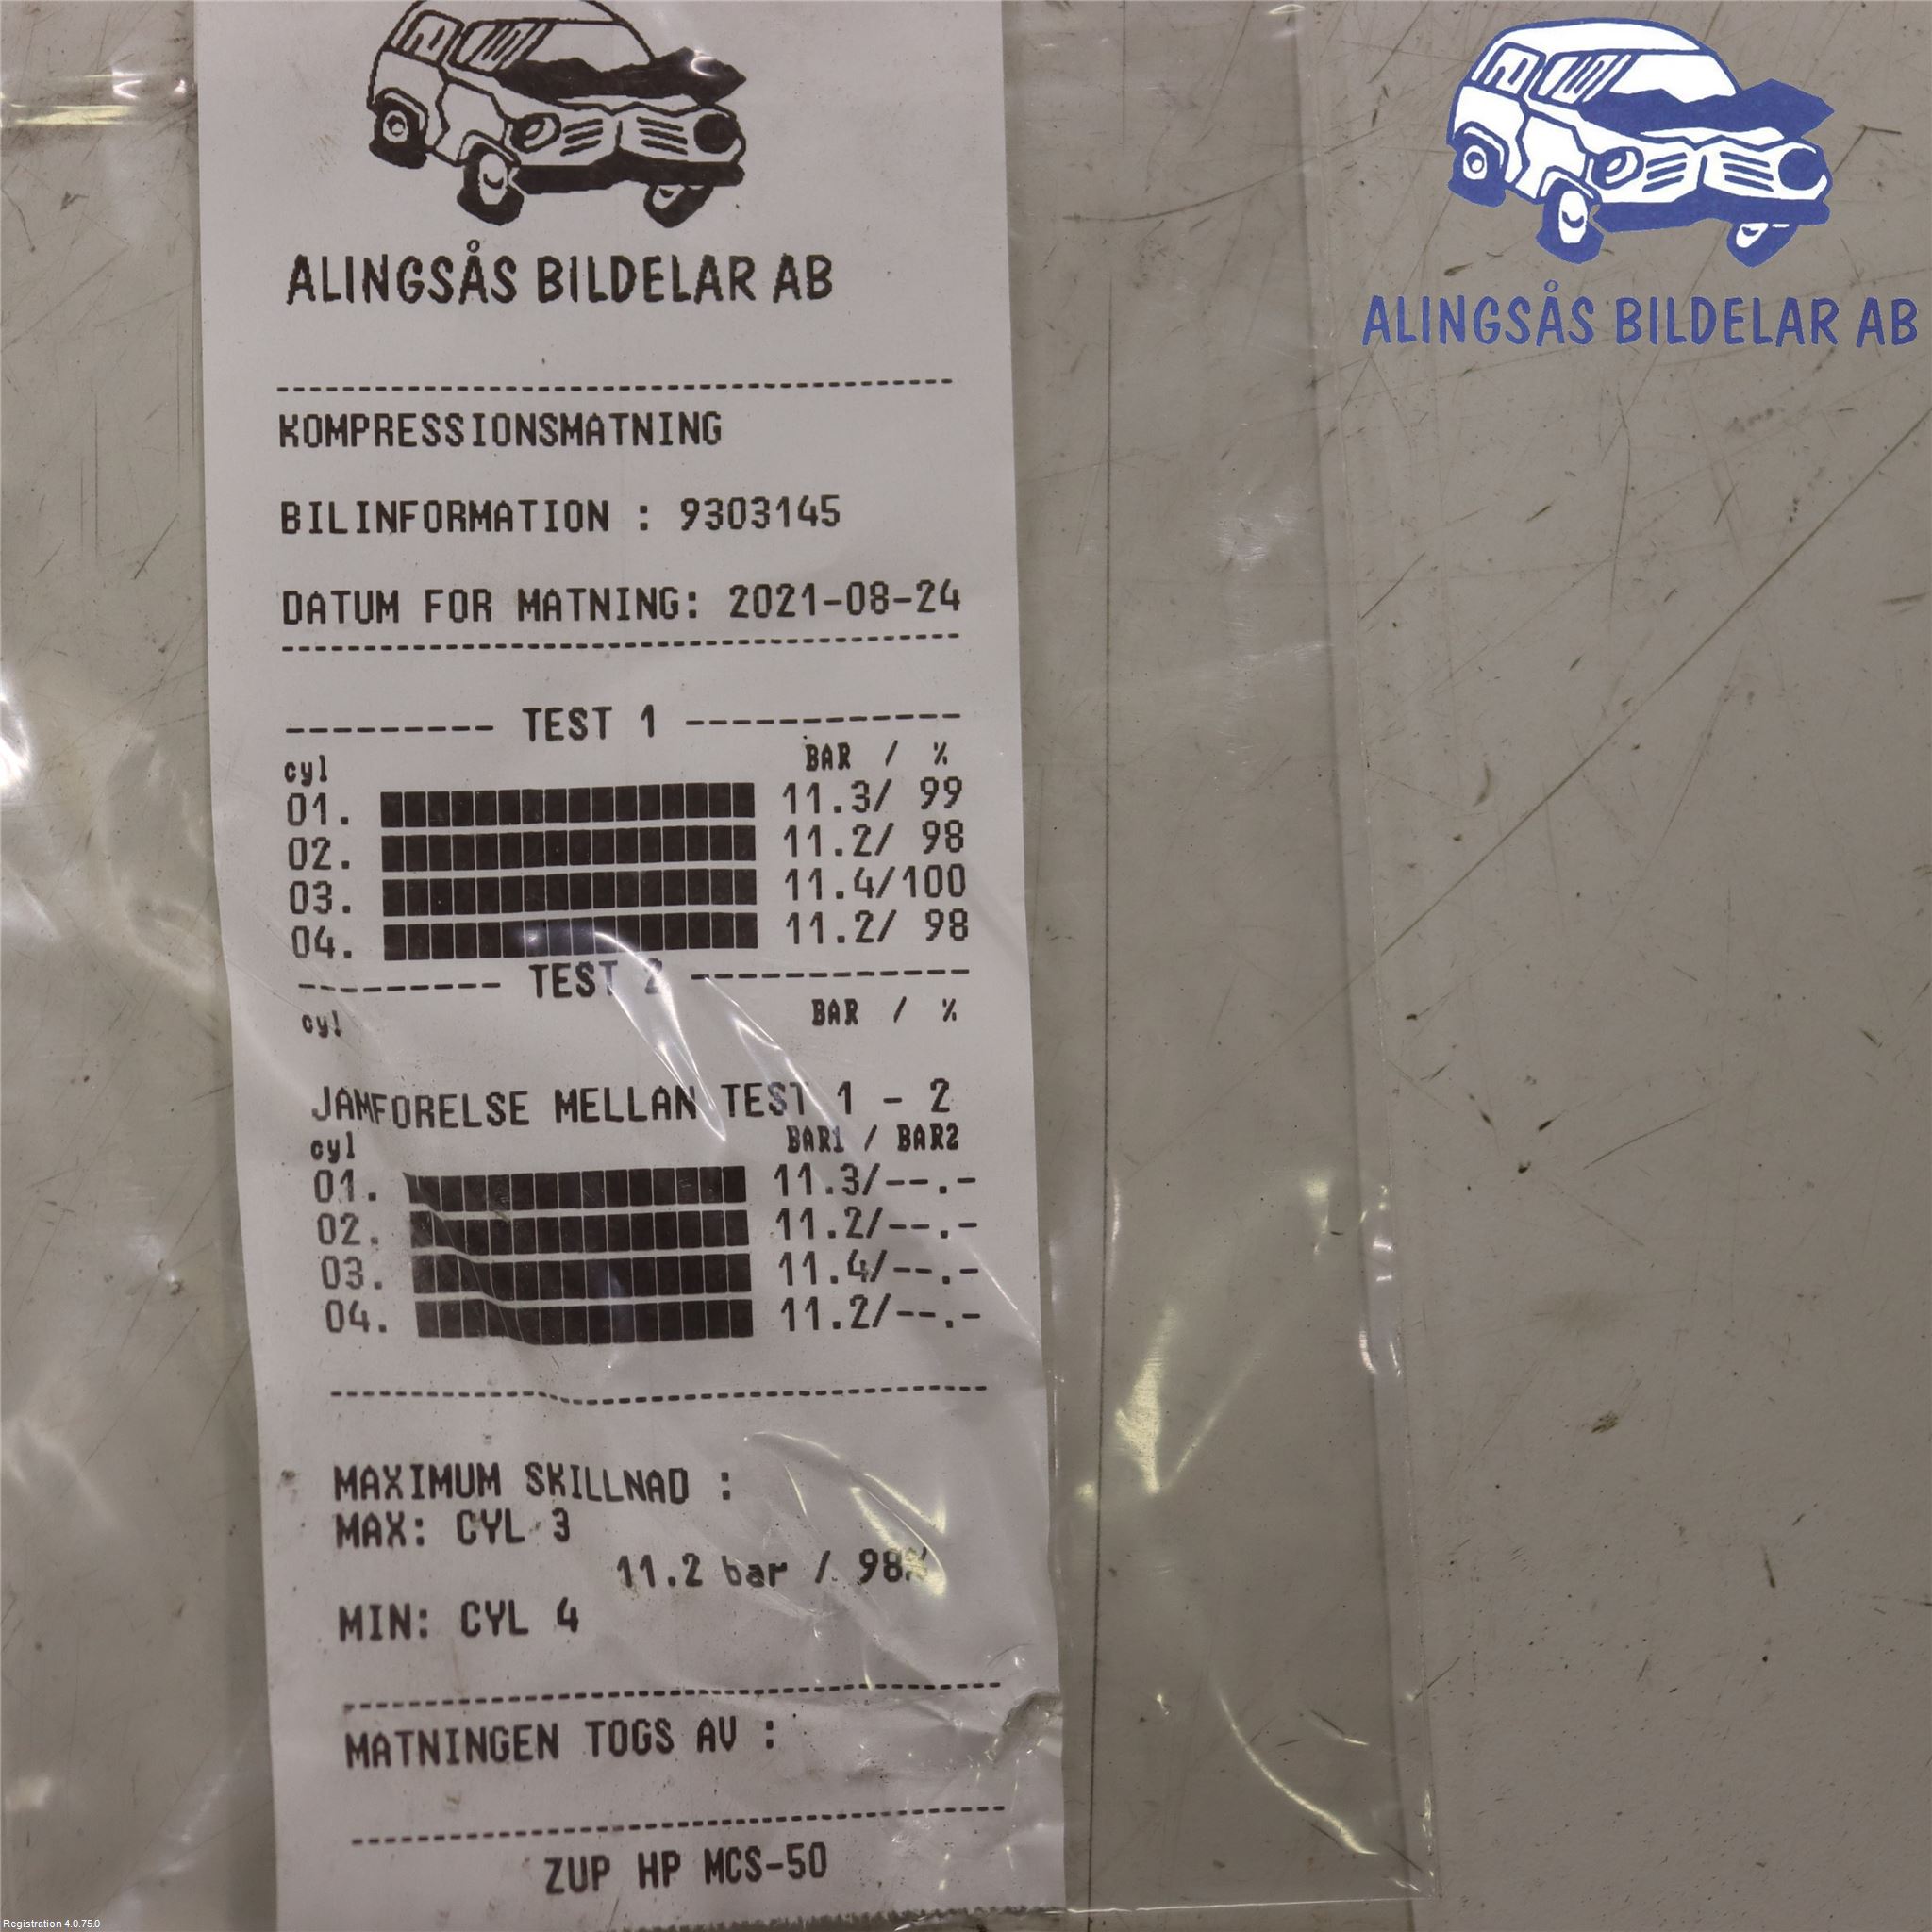 ALINGSÅS BILDELAR AB
ALINGSÅS BILDELAR AB
KOMPRESSIONSMATNING
BILINFORMATION : 9303145
DATUM FOR MATNING: 2021-08-24
--------- TEST 1 ------------
cyl BAR / %
01. 11.3/ 99
02. 11.2/ 98
03. 11.4/100
04. 11.2/ 98
--------- TEST 2 ------------
cyl BAR / %
JAMFORELSE MELLAN TEST 1 - 2
cyl BAR1 / BAR2
01. 11.3/--.-
02. 11.2/--.-
03. 11.4/--.-
04. 11.2/--.-
MAXIMUM SKILLNAD :
MAX: CYL 3
11.2 bar / 98%
MIN: CYL 4
MATNINGEN TOGS AV :
ZUP HP MCS-50
Registration 4.0.75.0